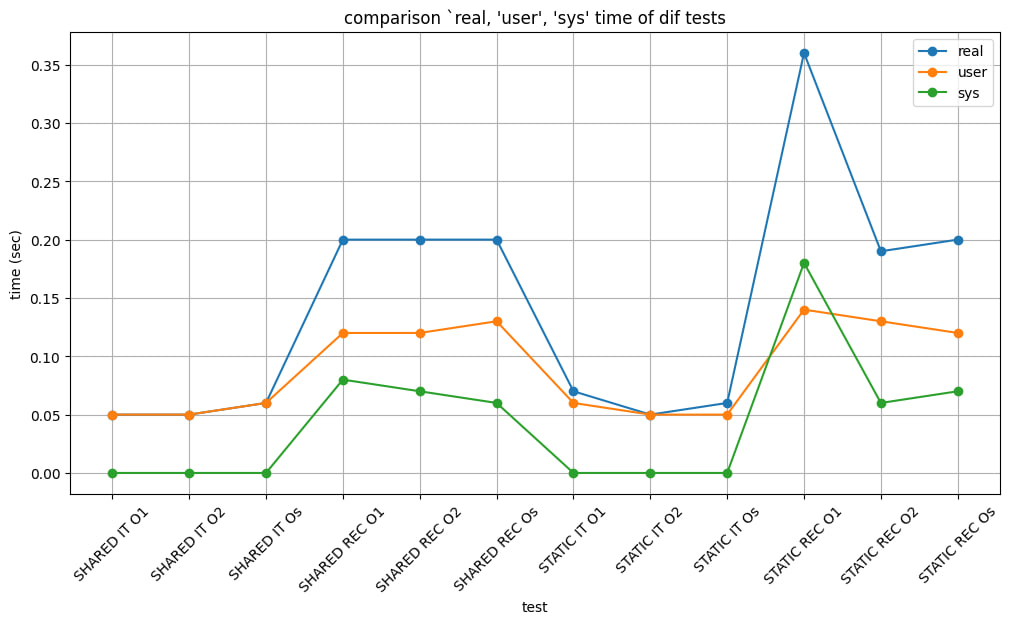 comparison `real, 'user', 'sys' time of dif tests
real
user
sys
time (sec)
0.35
0.30
0.25
0.20
0.15
0.10
0.05
0.00
SHARED IT O1
SHARED IT O2
SHARED IT Os
SHARED REC O1
SHARED REC O2
SHARED REC Os
STATIC IT O1
STATIC IT O2
STATIC IT Os
STATIC REC O1
STATIC REC O2
STATIC REC Os
test